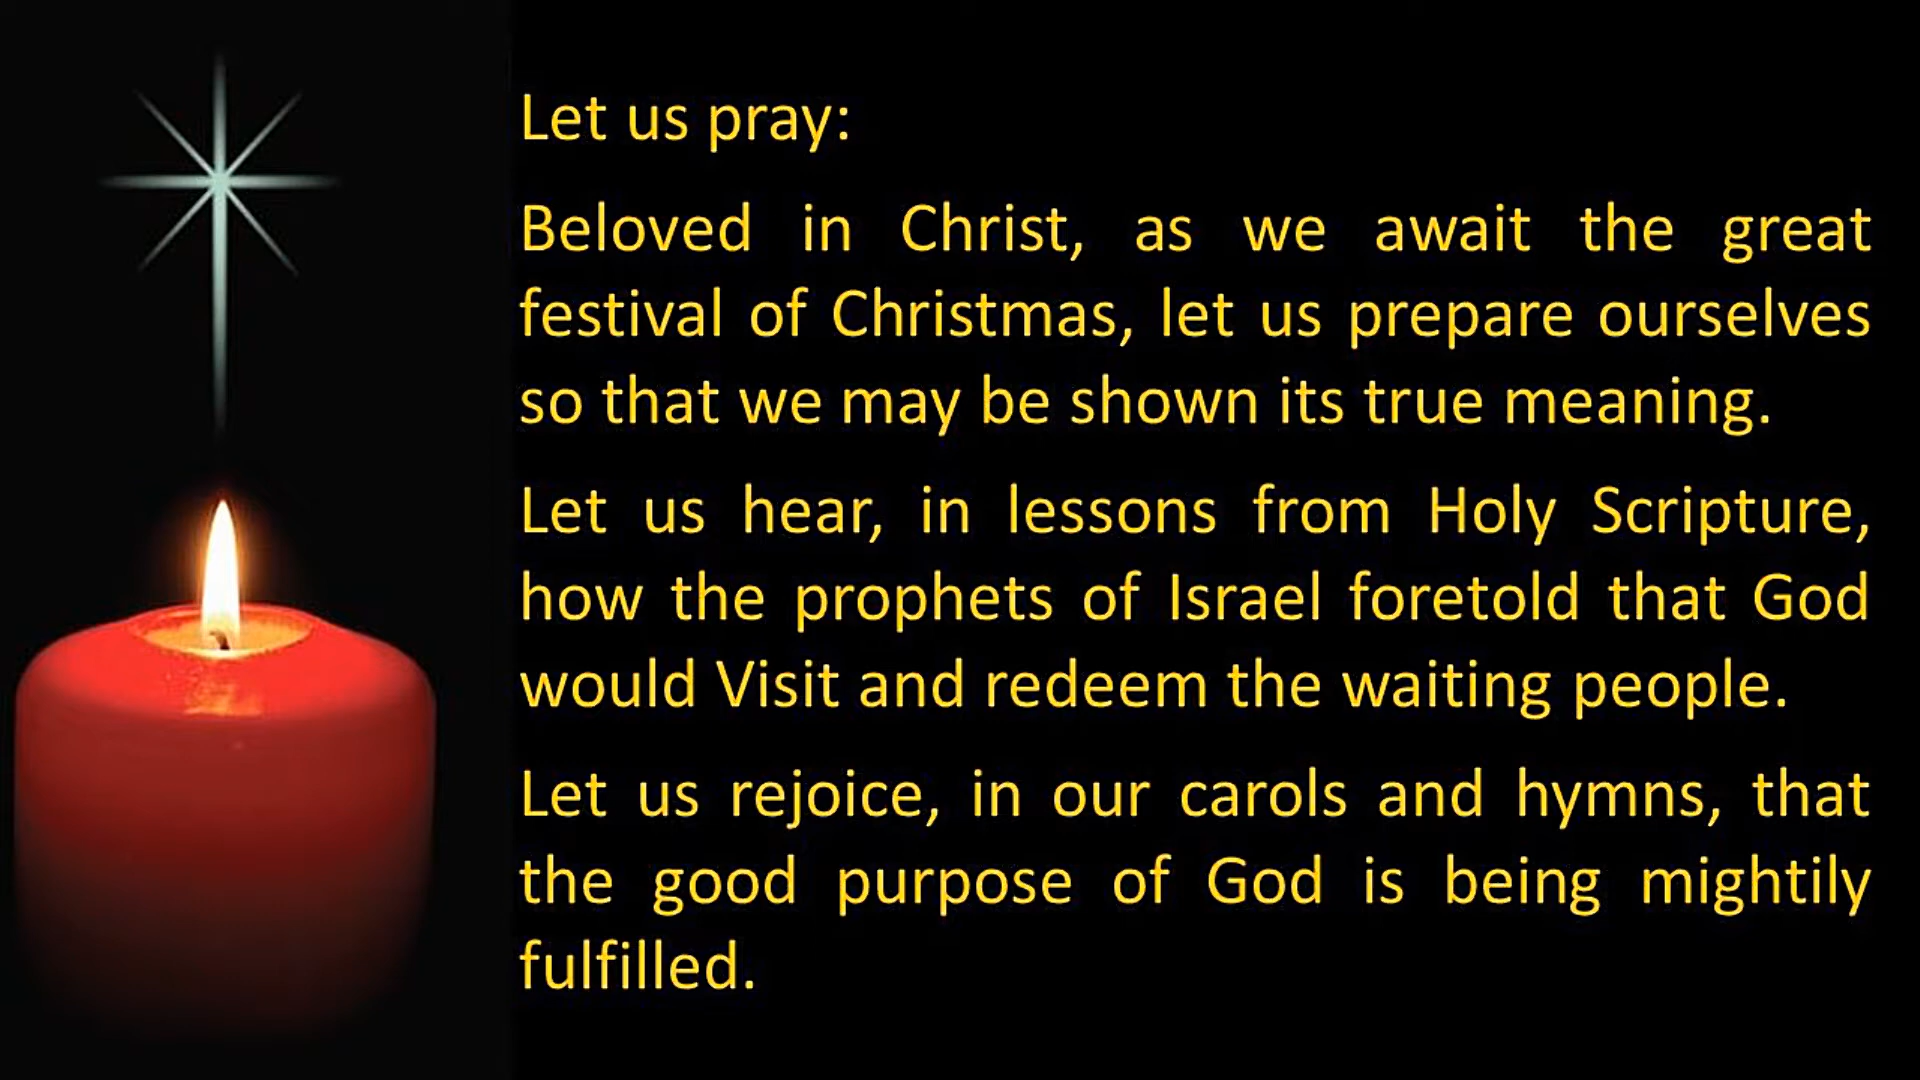 Let us pray:
Beloved in Christ, as we await the great
festival of Christmas, let us prepare ourselves
so that we may be shown its true meaning.
Let us hear, in lessons from Holy Scripture,
how the prophets of Israel foretold that God
would Visit and redeem the waiting people.
Let us rejoice, in our carols and hymns, that
the good purpose of God is being mightily
fulfilled.